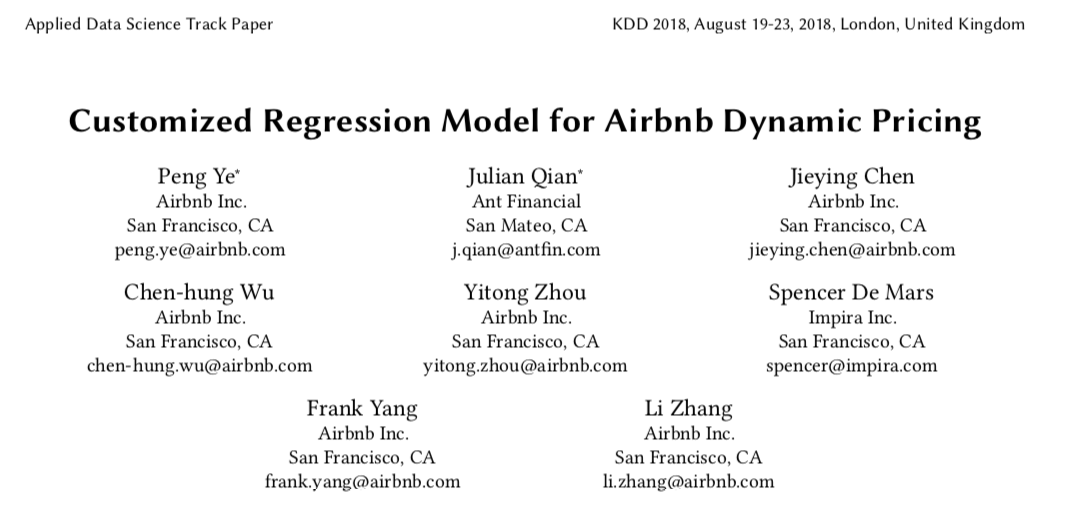 Applied Data Science Track Paper
KDD 2018, August 19-23, 2018, London, United Kingdom
Customized Regression Model for Airbnb Dynamic Pricing
Peng Ye*
Airbnb Inc.
San Francisco, CA
peng.ye@airbnb.com
Julian Qian*
Ant Financial
San Mateo, CA
j.qian@antfin.com
Jieying Chen
Airbnb Inc.
San Francisco, CA
jieying.chen@airbnb.com
Chen-hung Wu
Airbnb Inc.
San Francisco, CA
chen-hung.wu@airbnb.com
Yitong Zhou
Airbnb Inc.
San Francisco, CA
yitong.zhou@airbnb.com
Spencer De Mars
Impira Inc.
San Francisco, CA
spencer@impira.com
Frank Yang
Airbnb Inc.
San Francisco, CA
frank.yang@airbnb.com
Li Zhang
Airbnb Inc.
San Francisco, CA
li.zhang@airbnb.com